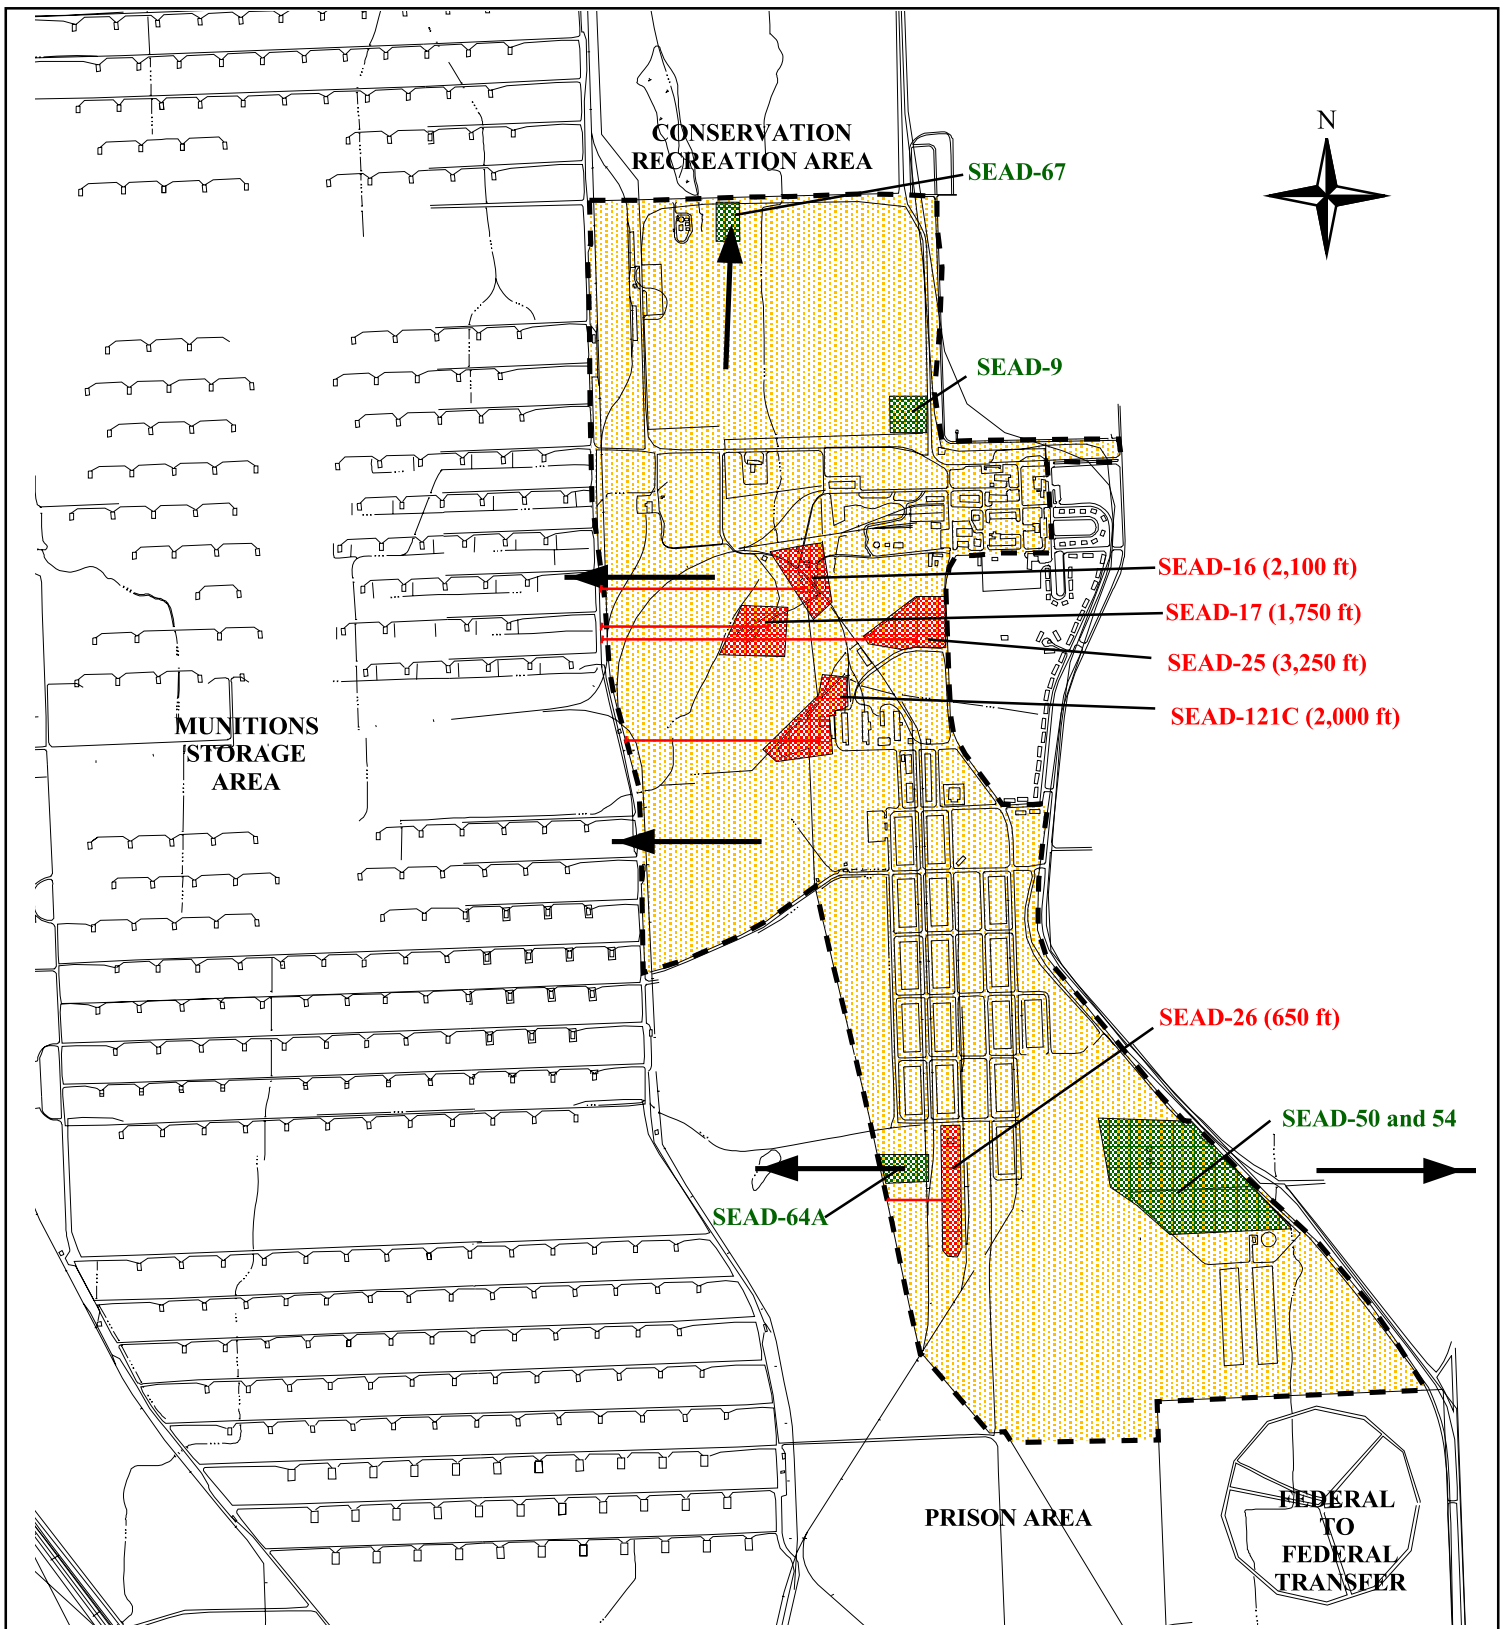 N
CONSERVATION
RECREATION AREA
SEAD-67
SEAD-9
SEAD-16 (2,100 ft)
SEAD-17 (1,750 ft)
SEAD-25 (3,250 ft)
SEAD-121C (2,000 ft)
MUNITIONS
STORAGE
AREA
SEAD-26 (650 ft)
SEAD-50 and 54
SEAD-64A
PRISON AREA
FEDERAL
TO
FEDERAL
TRANSFER